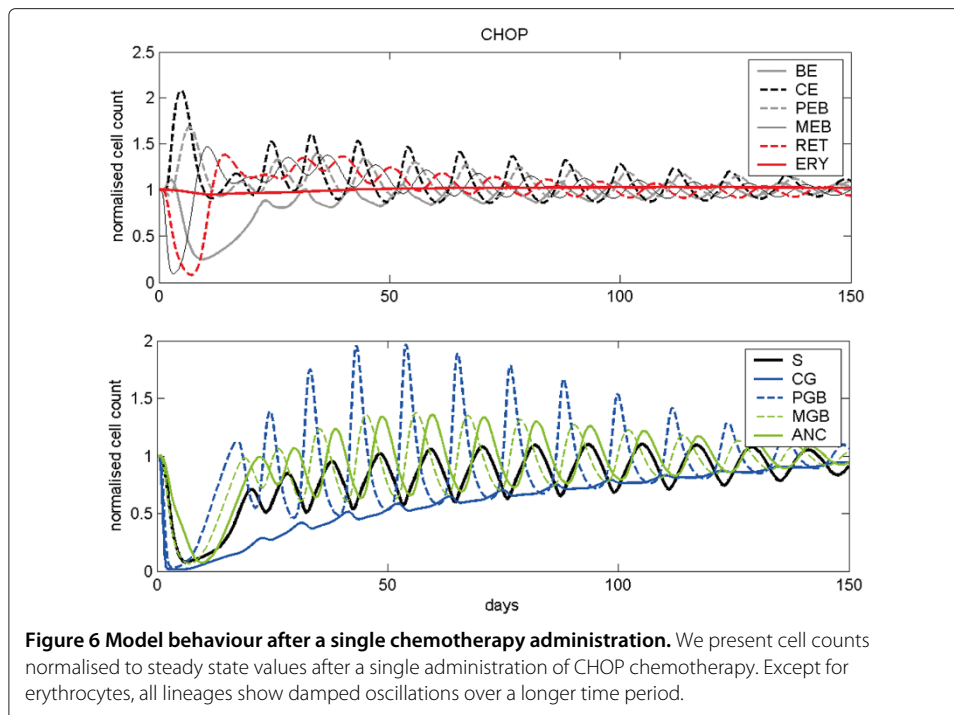 CHOP
2.5
2
1.5
1
0.5
0
normalised cell count
BE
CE
PEB
MEB
RET
ERY
0 50 100 150
2
1.5
1
0.5
0
normalised cell count
S
CG
PGB
MGB
ANC
0 50 100 150
days
Figure 6 Model behaviour after a single chemotherapy administration. We present cell counts
normalised to steady state values after a single administration of CHOP chemotherapy. Except for
erythrocytes, all lineages show damped oscillations over a longer time period.